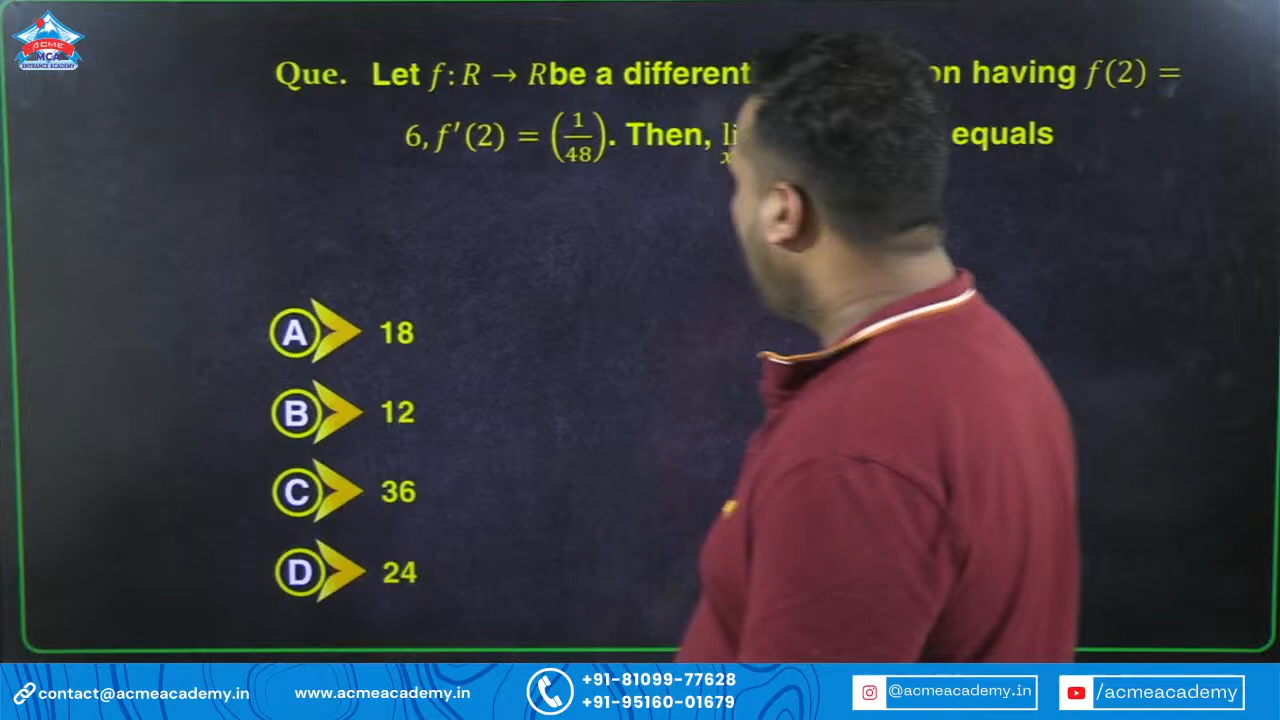 ACME
MCA
ENTRANCE ACADEMY
Que. Let f : R → R be a different on having f(2) =
6, f′(2) = (1/48). Then, li equals
x
A 18
B 12
C 36
D 24
contact@acmeacademy.in www.acmeacademy.in +91-81099-77628 @acmeacademy.in /acmeacademy
+91-95160-01679